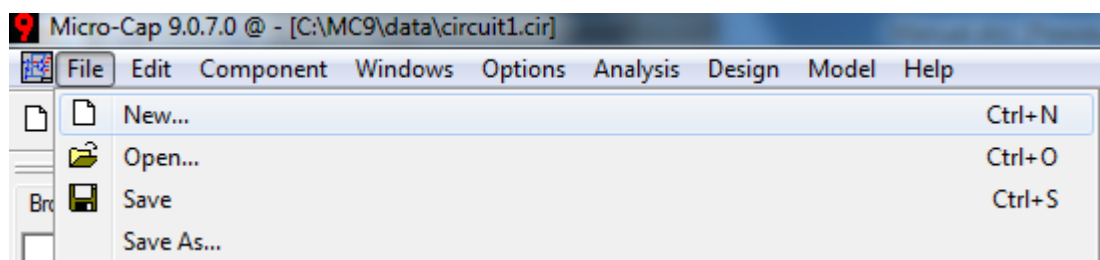 9 Micro-Cap 9.0.7.0 @ - [C:\MC9\data\circuit1.cir]
File Edit Component Windows Options Analysis Design Model Help
New... Ctrl+N
Open... Ctrl+O
Save Ctrl+S
Save As...